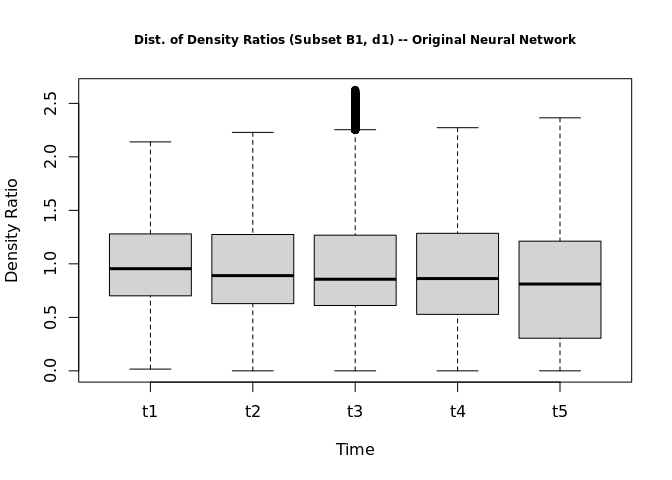 Dist. of Density Ratios (Subset B1, d1) -- Original Neural Network
Density Ratio
2.5
2.0
1.5
1.0
0.5
0.0
t1 t2 t3 t4 t5
Time